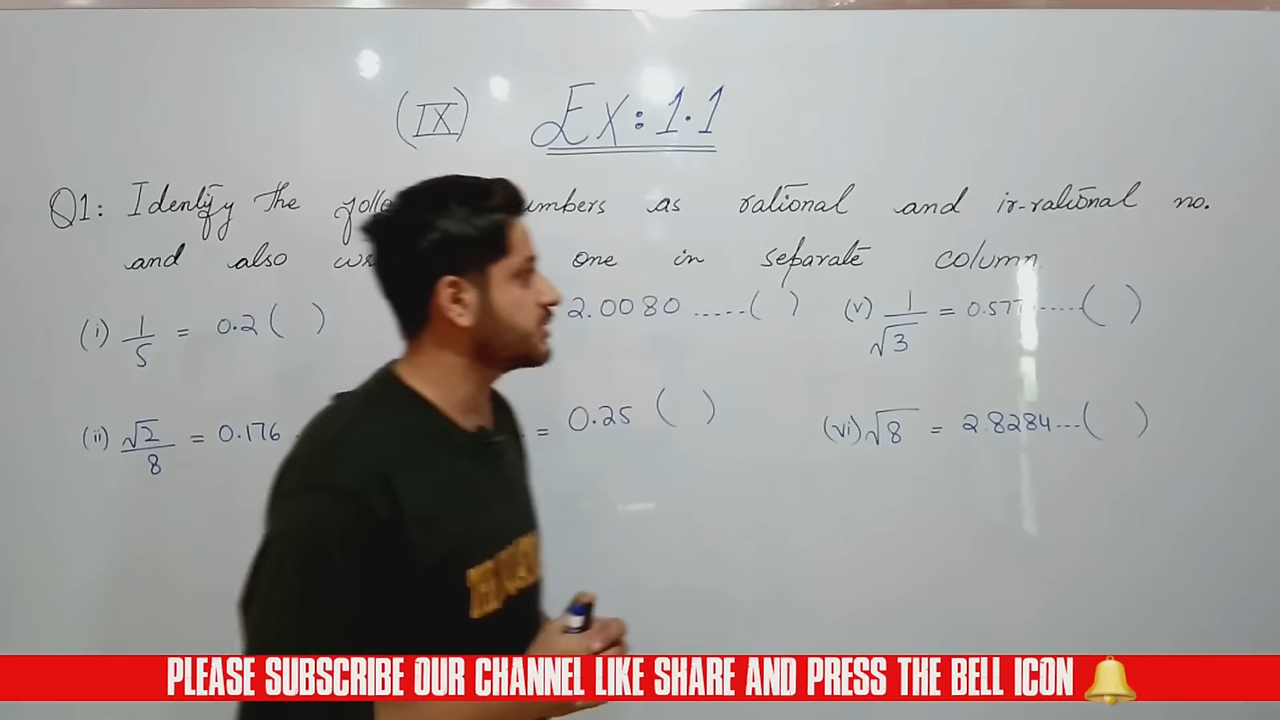 (IX) Ex: 1.1
Q1: Identify the numbers as rational and ir-rational no.
and also one in separate column
(i) 1/5 = 0.2 ( ) 2.0080 ..... ( ) (v) 1/√3 = 0.577 ..... ( )
(ii) √2/8 = 0.176 = 0.25 ( ) (vi) √8 = 2.8284 ... ( )
PLEASE SUBSCRIBE OUR CHANNEL LIKE SHARE AND PRESS THE BELL ICON